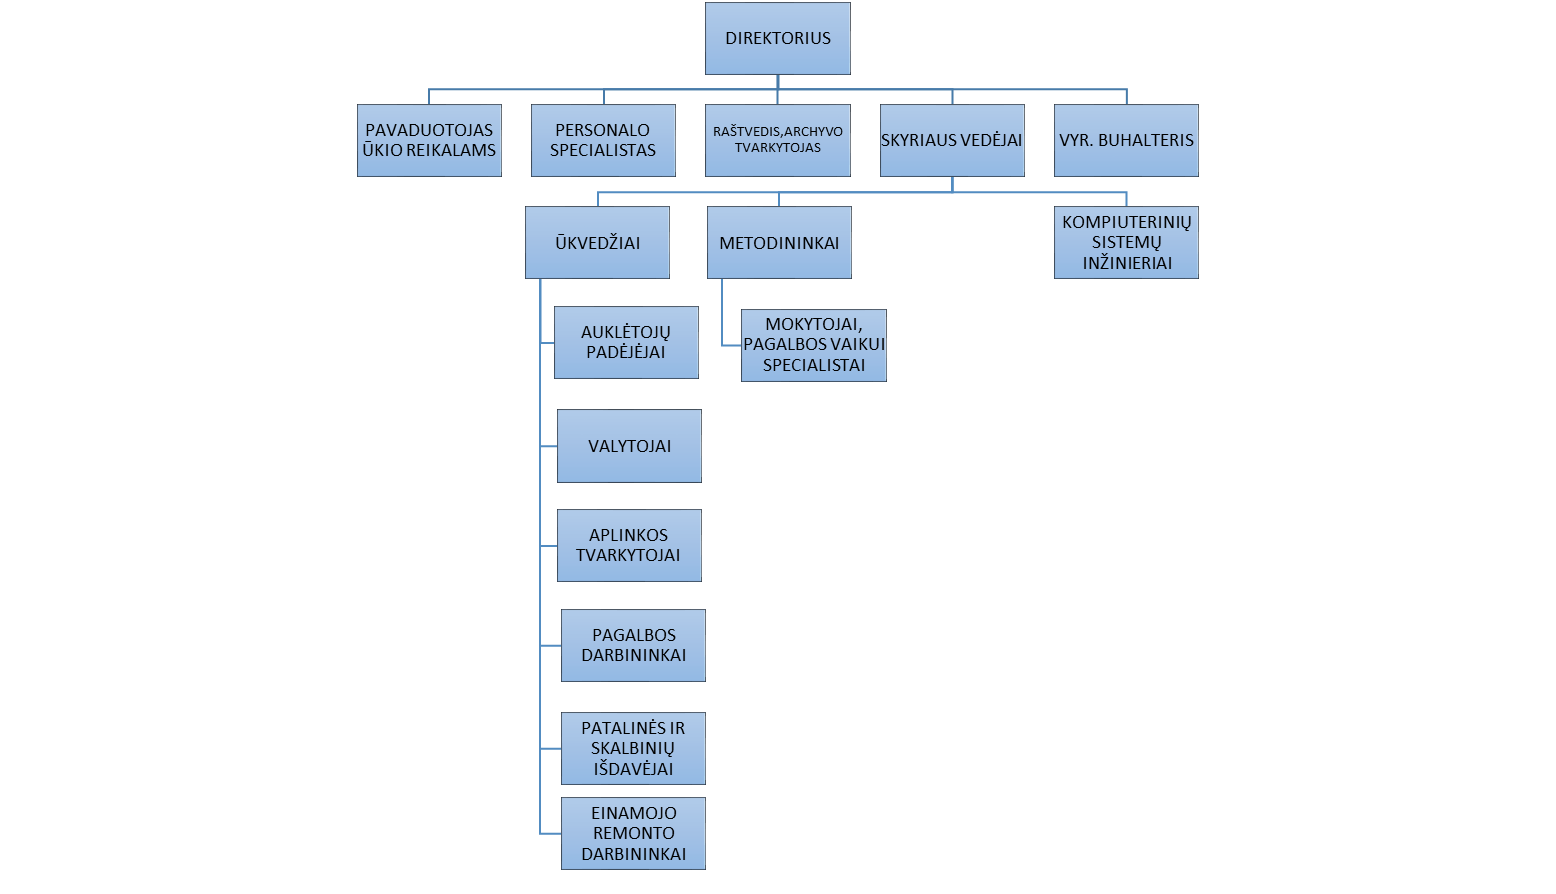 DIREKTORIUS
PAVADUOTOJAS
ŪKIO REIKALAMS
PERSONALO
SPECIALISTAS
RAŠTVEDIS,ARCHYVO
TVARKYTOJAS
SKYRIAUS VEDĖJAI
VYR. BUHALTERIS
ŪKVEDŽIAI
METODININKAI
KOMPIUTERINIŲ
SISTEMŲ
INŽINIERIAI
AUKLĖTOJŲ
PADĖJĖJAI
MOKYTOJAI,
PAGALBOS VAIKUI
SPECIALISTAI
VALYTOJAI
APLINKOS
TVARKYTOJAI
PAGALBOS
DARBININKAI
PATALINĖS IR
SKALBINIŲ
IŠDAVĖJAI
EINAMOJO
REMONTO
DARBININKAI